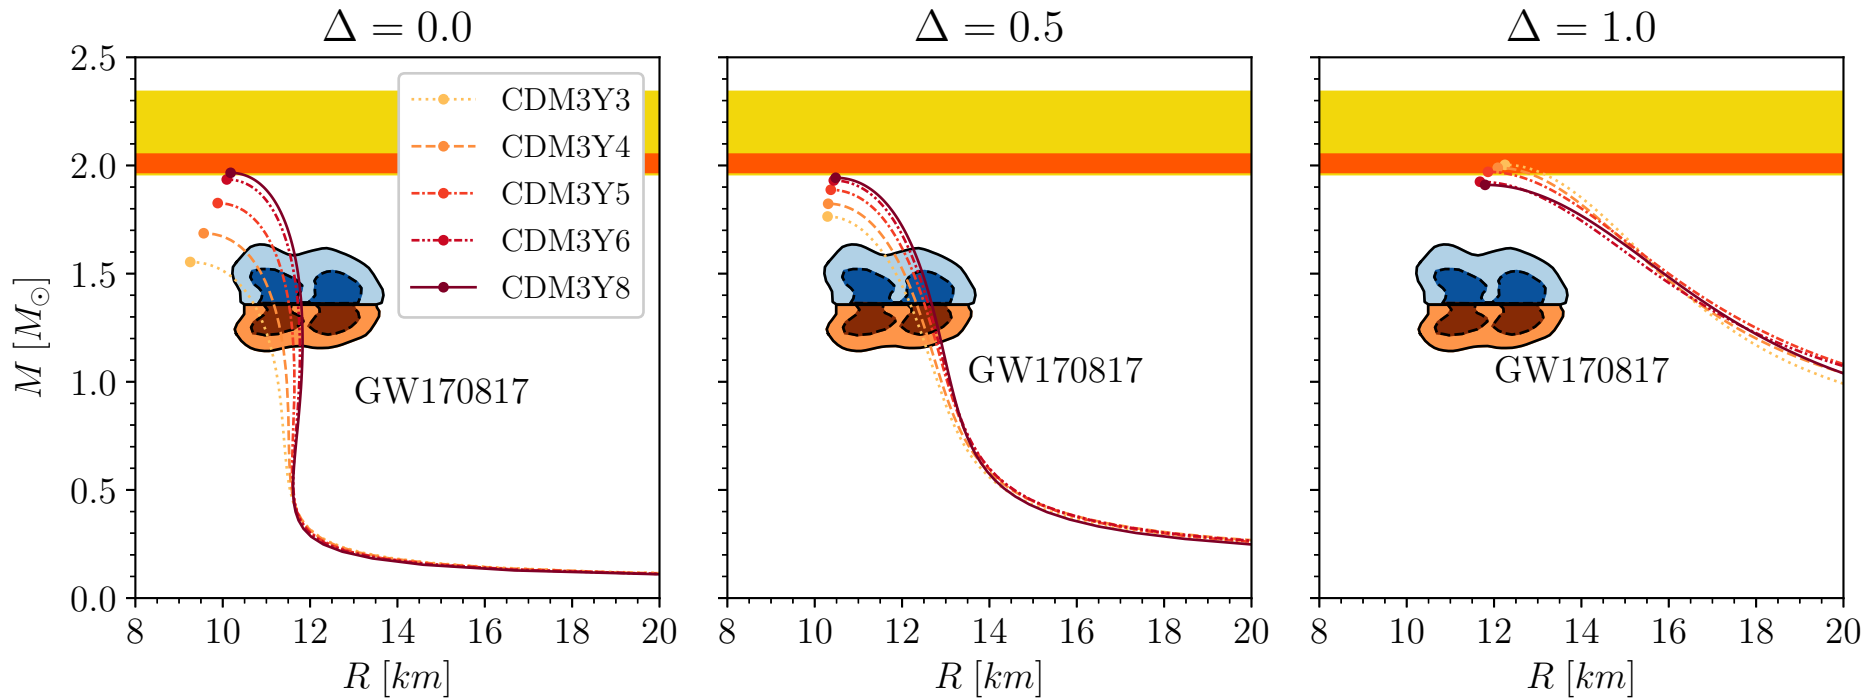 Δ = 0.0
Δ = 0.5
Δ = 1.0
2.5
2.0
1.5
1.0
0.5
0.0
M [M⊙]
CDM3Y3
CDM3Y4
CDM3Y5
CDM3Y6
CDM3Y8
GW170817
GW170817
GW170817
8 10 12 14 16 18 20
8 10 12 14 16 18 20
8 10 12 14 16 18 20
R [km]
R [km]
R [km]